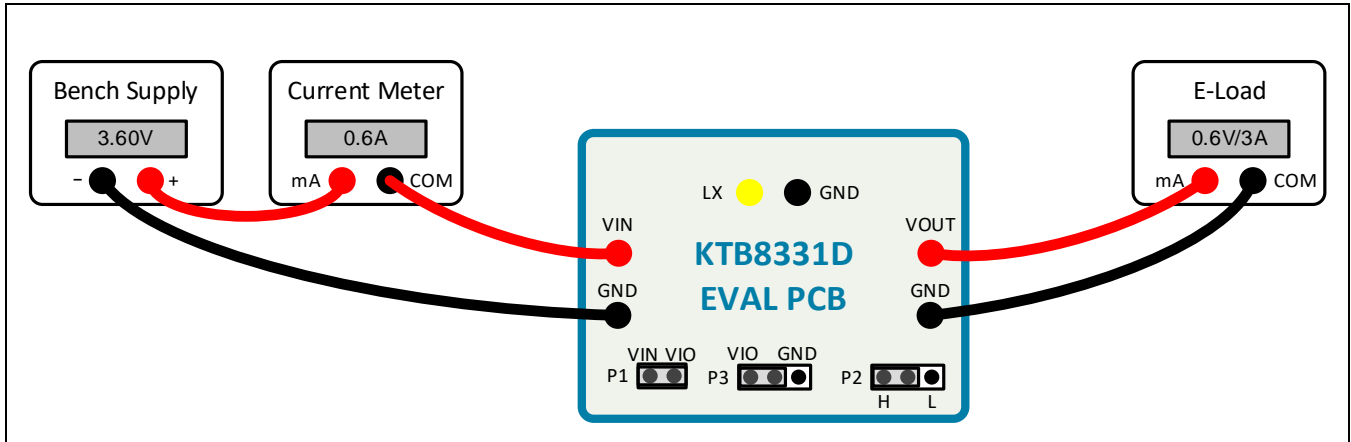 Bench Supply
3.60V
− +
Current Meter
0.6A
mA COM
E-Load
0.6V/3A
mA COM
LX GND
VIN VOUT
KTB8331D
GND GND
EVAL PCB
VIN VIO VIO GND
P1 P3 P2
H L